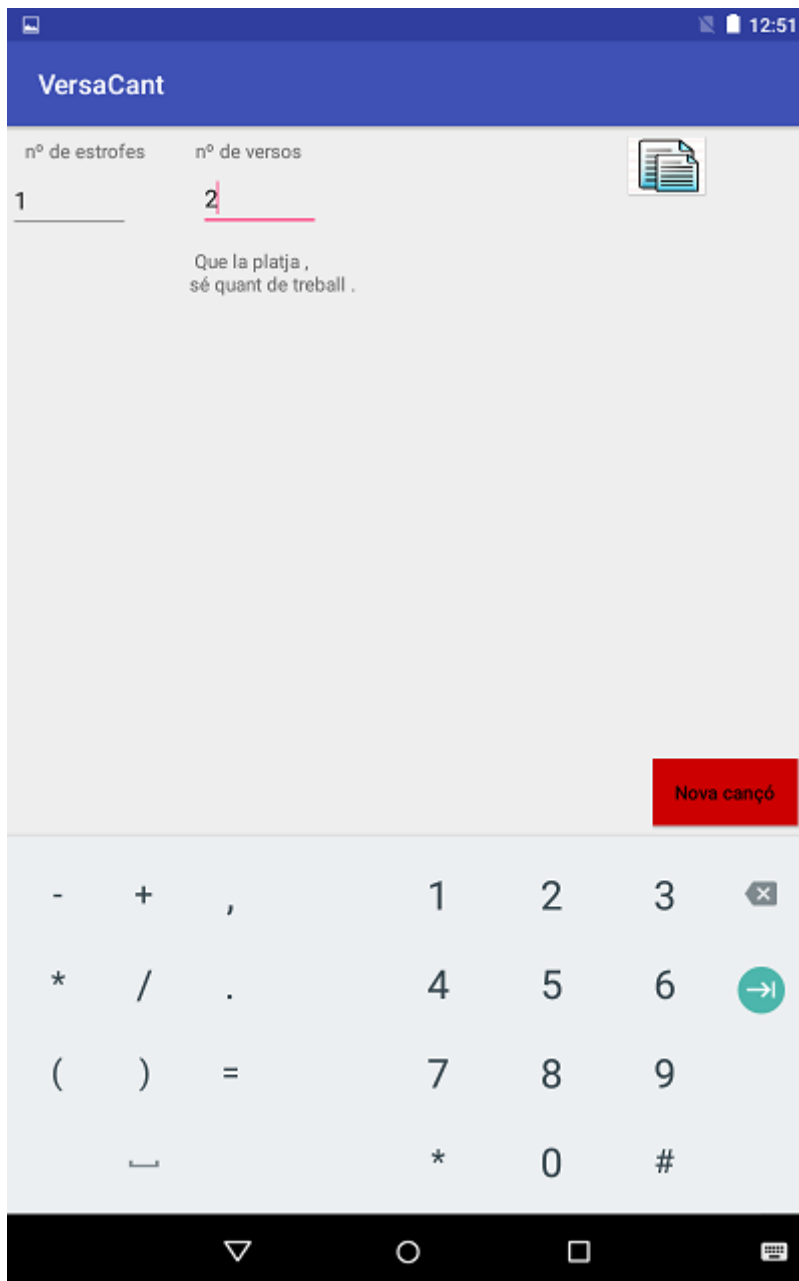 12:51
VersaCant
nº de estrofes nº de versos
1 2
Que la platja ,
sé quant de treball .
Nova cançó
- + , 1 2 3
* / . 4 5 6
( ) = 7 8 9
* 0 #